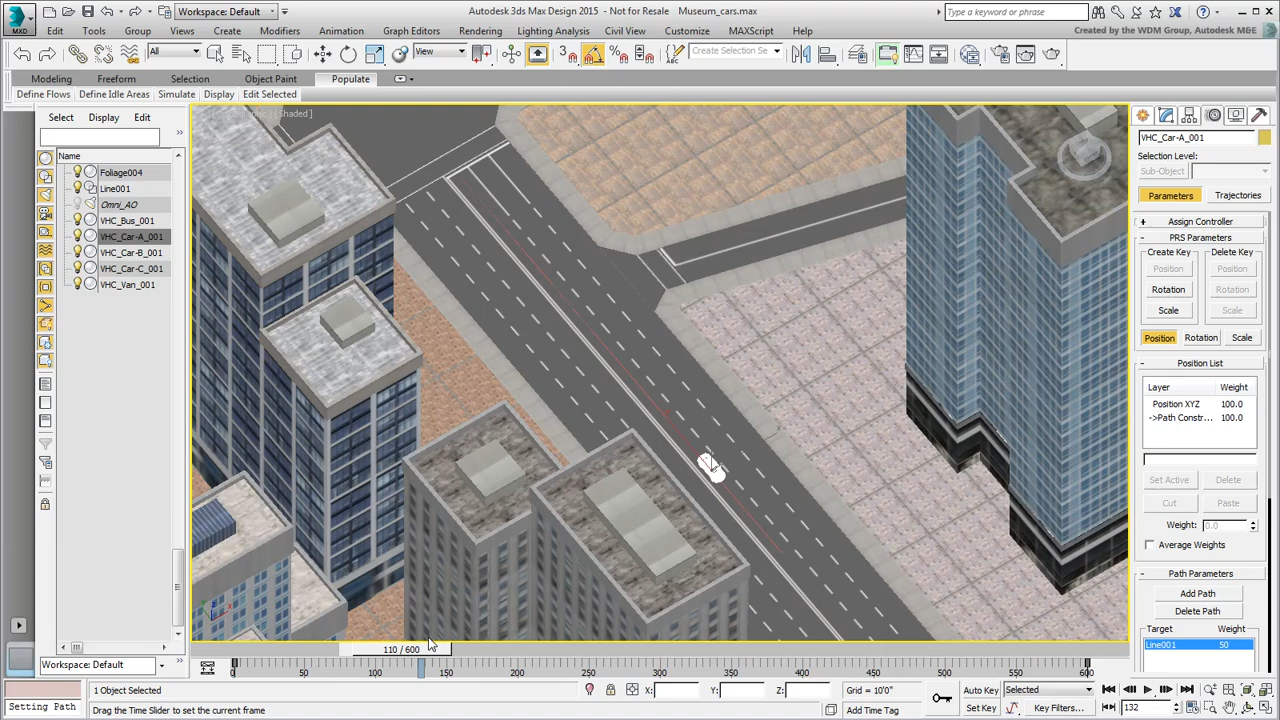 Workspace: Default
Autodesk 3ds Max Design 2015 - Not for Resale Museum_cars.max
Type a keyword or phrase
MAX
Edit Tools Group Views Create Modifiers Animation Graph Editors Rendering Lighting Analysis Civil View Customize MAXScript Help
Created by the WDM Group, Autodesk M&E
All
View
Create Selection Se
Modeling Freeform Selection Object Paint Populate
Define Flows Define Idle Areas Simulate Display Edit Selected
Select Display Edit
[Shaded ]
VHC_Car-A_001
Name
Selection Level:
Foliage004
Sub-Object
Line001
Parameters Trajectories
Omni_AO
VHC_Bus_001
Assign Controller
VHC_Car-A_001
PRS Parameters
VHC_Car-B_001
Create Key Delete Key
VHC_Car-C_001
Position Position
VHC_Van_001
Rotation Rotation
Scale Scale
Position Rotation Scale
Position List
Layer Weight
Position XYZ 100.0
->Path Constr... 100.0
Set Active Delete
Cut Paste
Weight: 0.0
Average Weights
Path Parameters
Add Path
Delete Path
Target Weight
Line001 50
110 / 600
Workspace: Default
0 50 100 150 200 250 300 350 400 450 500 550 600
1 Object Selected
X: Y: Z:
Grid = 10'0"
Auto Key Selected
Setting Path
Drag the Time Slider to set the current frame
Add Time Tag
Set Key Key Filters...
132